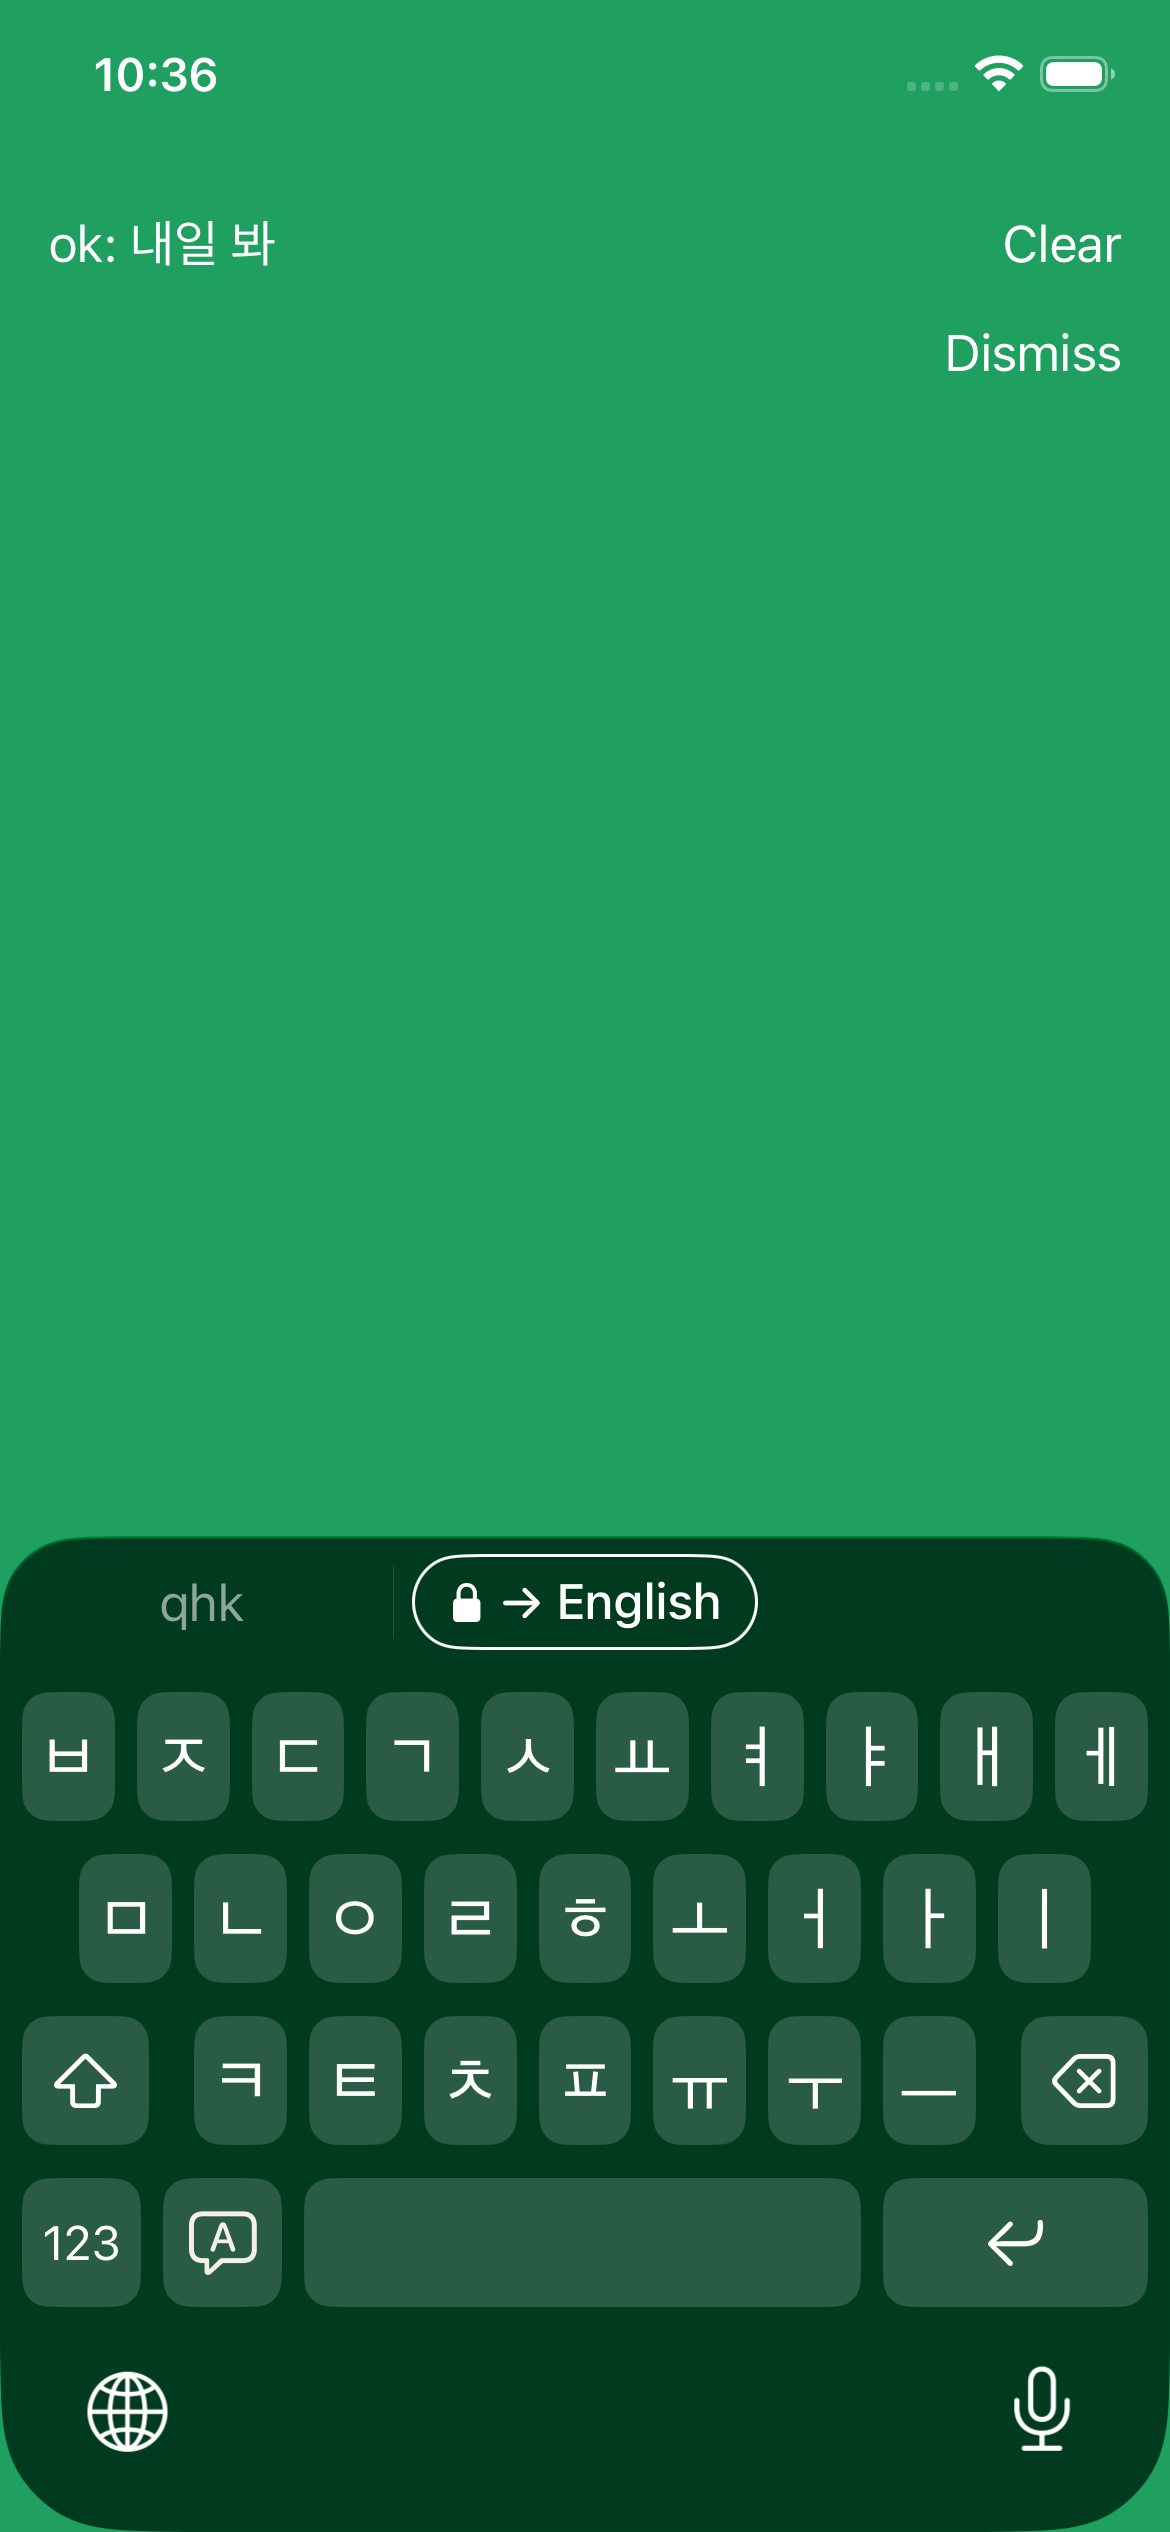 10:36
ok: 내일 봐
Clear
Dismiss
qhk
→ English
ㅂ ㅈ ㄷ ㄱ ㅅ ㅛ ㅕ ㅑ ㅐ ㅔ
ㅁ ㄴ ㅇ ㄹ ㅎ ㅗ ㅓ ㅏ ㅣ
ㅋ ㅌ ㅊ ㅍ ㅠ ㅜ ㅡ
123 A